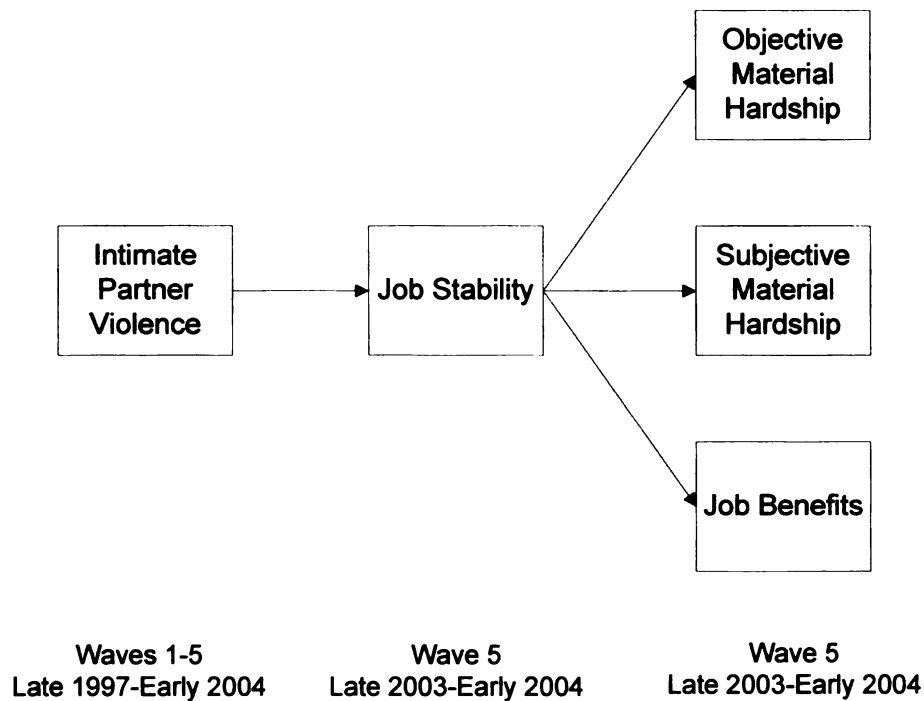 Objective
Material
Hardship
Intimate
Partner
Violence
Job Stability
Subjective
Material
Hardship
Job Benefits
Waves 1-5
Late 1997-Early 2004
Wave 5
Late 2003-Early 2004
Wave 5
Late 2003-Early 2004